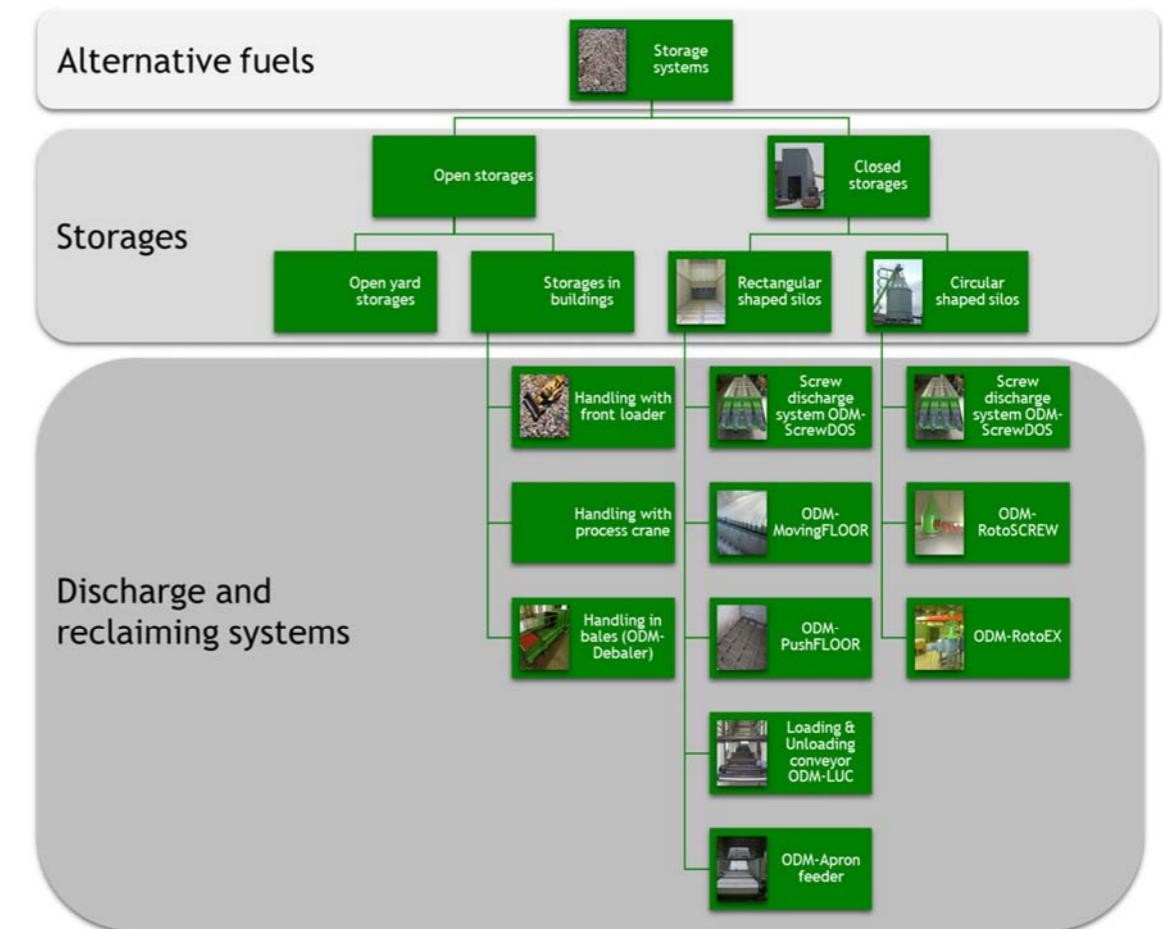 Alternative fuels
Storage
systems
Storages
Open storages
Closed
storages
Open yard
storages
Storages in
buildings
Rectangular
shaped silos
Circular
shaped silos
Discharge and
reclaiming systems
Handling with
front loader
Screw
discharge
system ODM-
ScrewDOS
Screw
discharge
system ODM-
ScrewDOS
Handling with
process crane
ODM-
MovingFLOOR
ODM-
RotoSCREW
Handling in
bales (ODM-
Debaler)
ODM-
PushFLOOR
ODM-RotoEX
Loading &
Unloading
conveyor
ODM-LUC
ODM-Apron
feeder